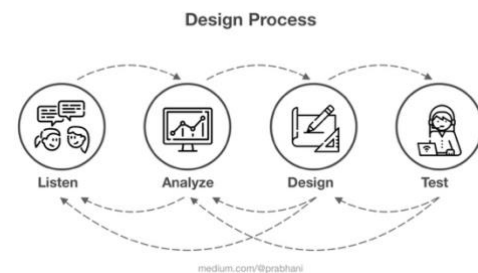 Design Process
Listen
Analyze
Design
Test
medium.com/@prabhani